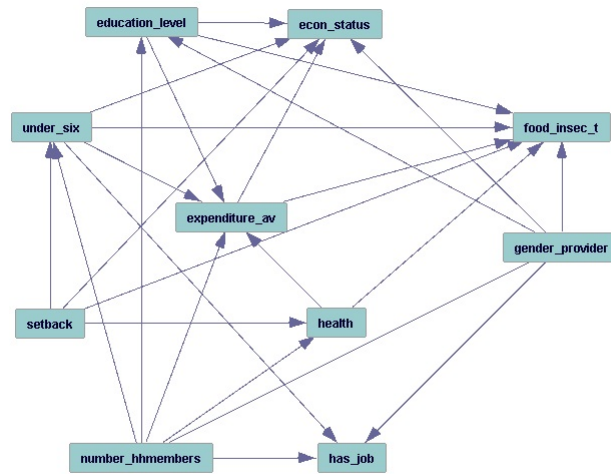 education_level
econ_status
under_six
food_insec_t
expenditure_av
gender_provider
setback
health
number_hhmembers
has_job